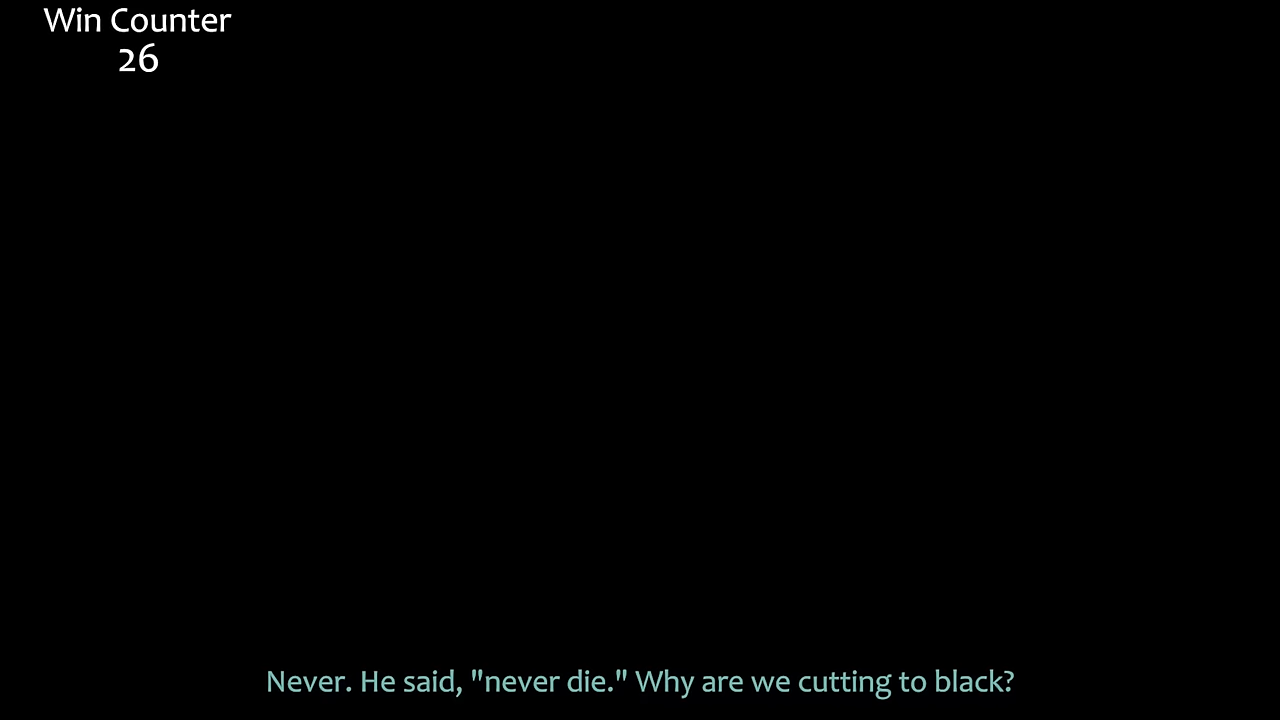 Win Counter
26
Never. He said, "never die." Why are we cutting to black?